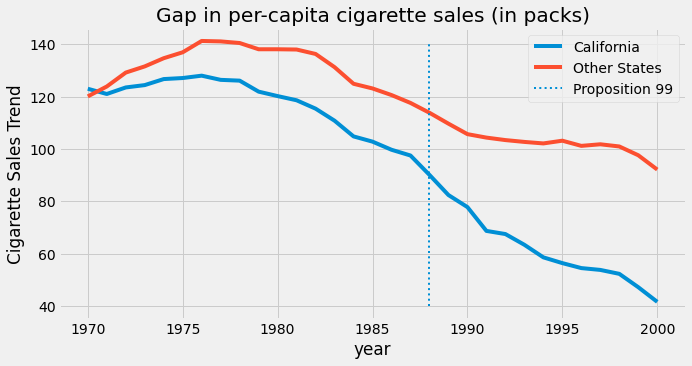 Gap in per-capita cigarette sales (in packs)
California
Other States
Proposition 99
Cigarette Sales Trend
140
120
100
80
60
40
1970
1975
1980
1985
1990
1995
2000
year